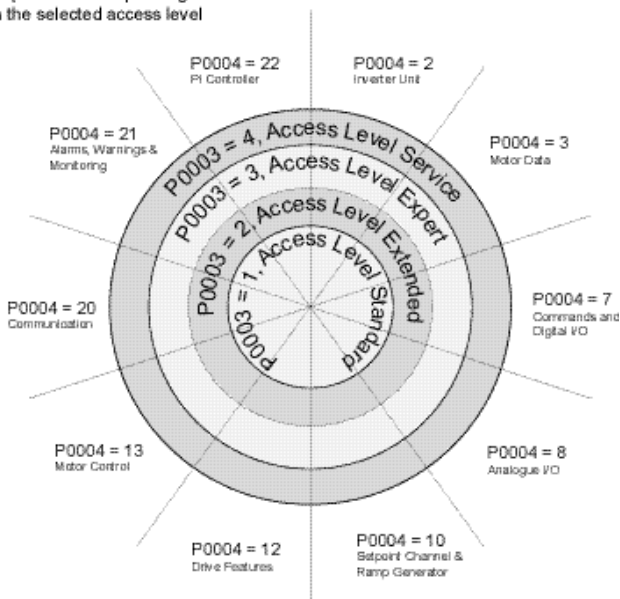 the selected access level
P0004 = 22
PI Controller
P0004 = 2
Inverter Unit
P0004 = 21
Alarms, Warnings &
Monitoring
P0004 = 3
Motor Data
P0003 = 4, Access Level Service
P0003 = 3, Access Level Expert
P0003 = 2, Access Level Extended
P0003 = 1, Access Level Standard
P0004 = 20
Communication
P0004 = 7
Commands and
Digital I/O
P0004 = 13
Motor Control
P0004 = 8
Analogue I/O
P0004 = 12
Drive Features
P0004 = 10
Setpoint Channel &
Ramp Generator